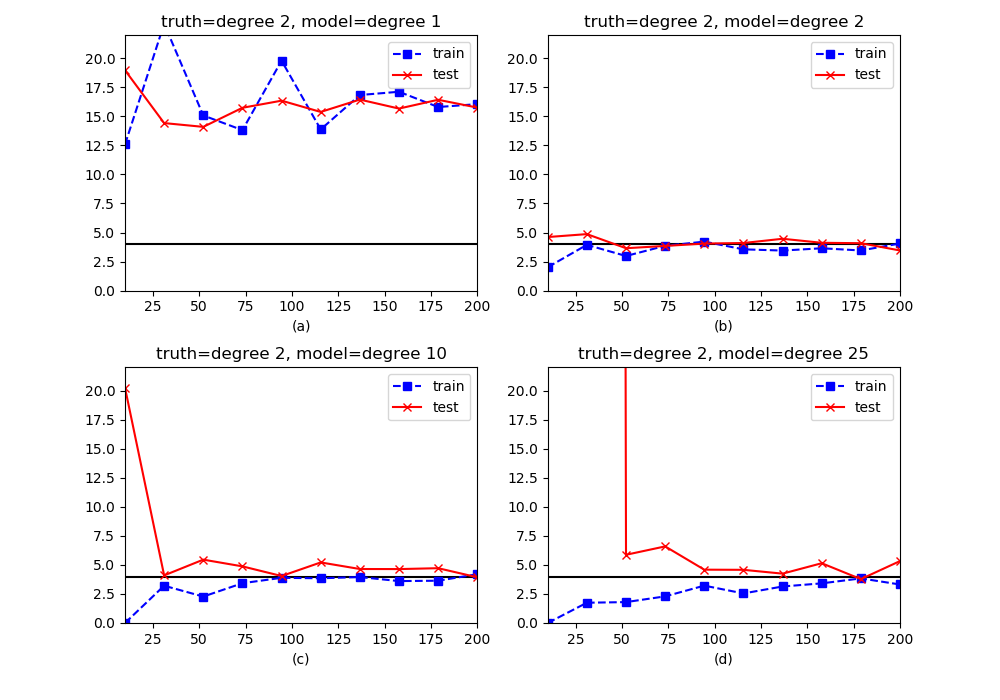 truth=degree 2, model=degree 1
20.0
17.5
15.0
12.5
10.0
7.5
5.0
2.5
0.0
25 50 75 100 125 150 175 200
train
test
(a)
truth=degree 2, model=degree 2
20.0
17.5
15.0
12.5
10.0
7.5
5.0
2.5
0.0
25 50 75 100 125 150 175 200
train
test
(b)
truth=degree 2, model=degree 10
20.0
17.5
15.0
12.5
10.0
7.5
5.0
2.5
0.0
25 50 75 100 125 150 175 200
train
test
(c)
truth=degree 2, model=degree 25
20.0
17.5
15.0
12.5
10.0
7.5
5.0
2.5
0.0
25 50 75 100 125 150 175 200
train
test
(d)